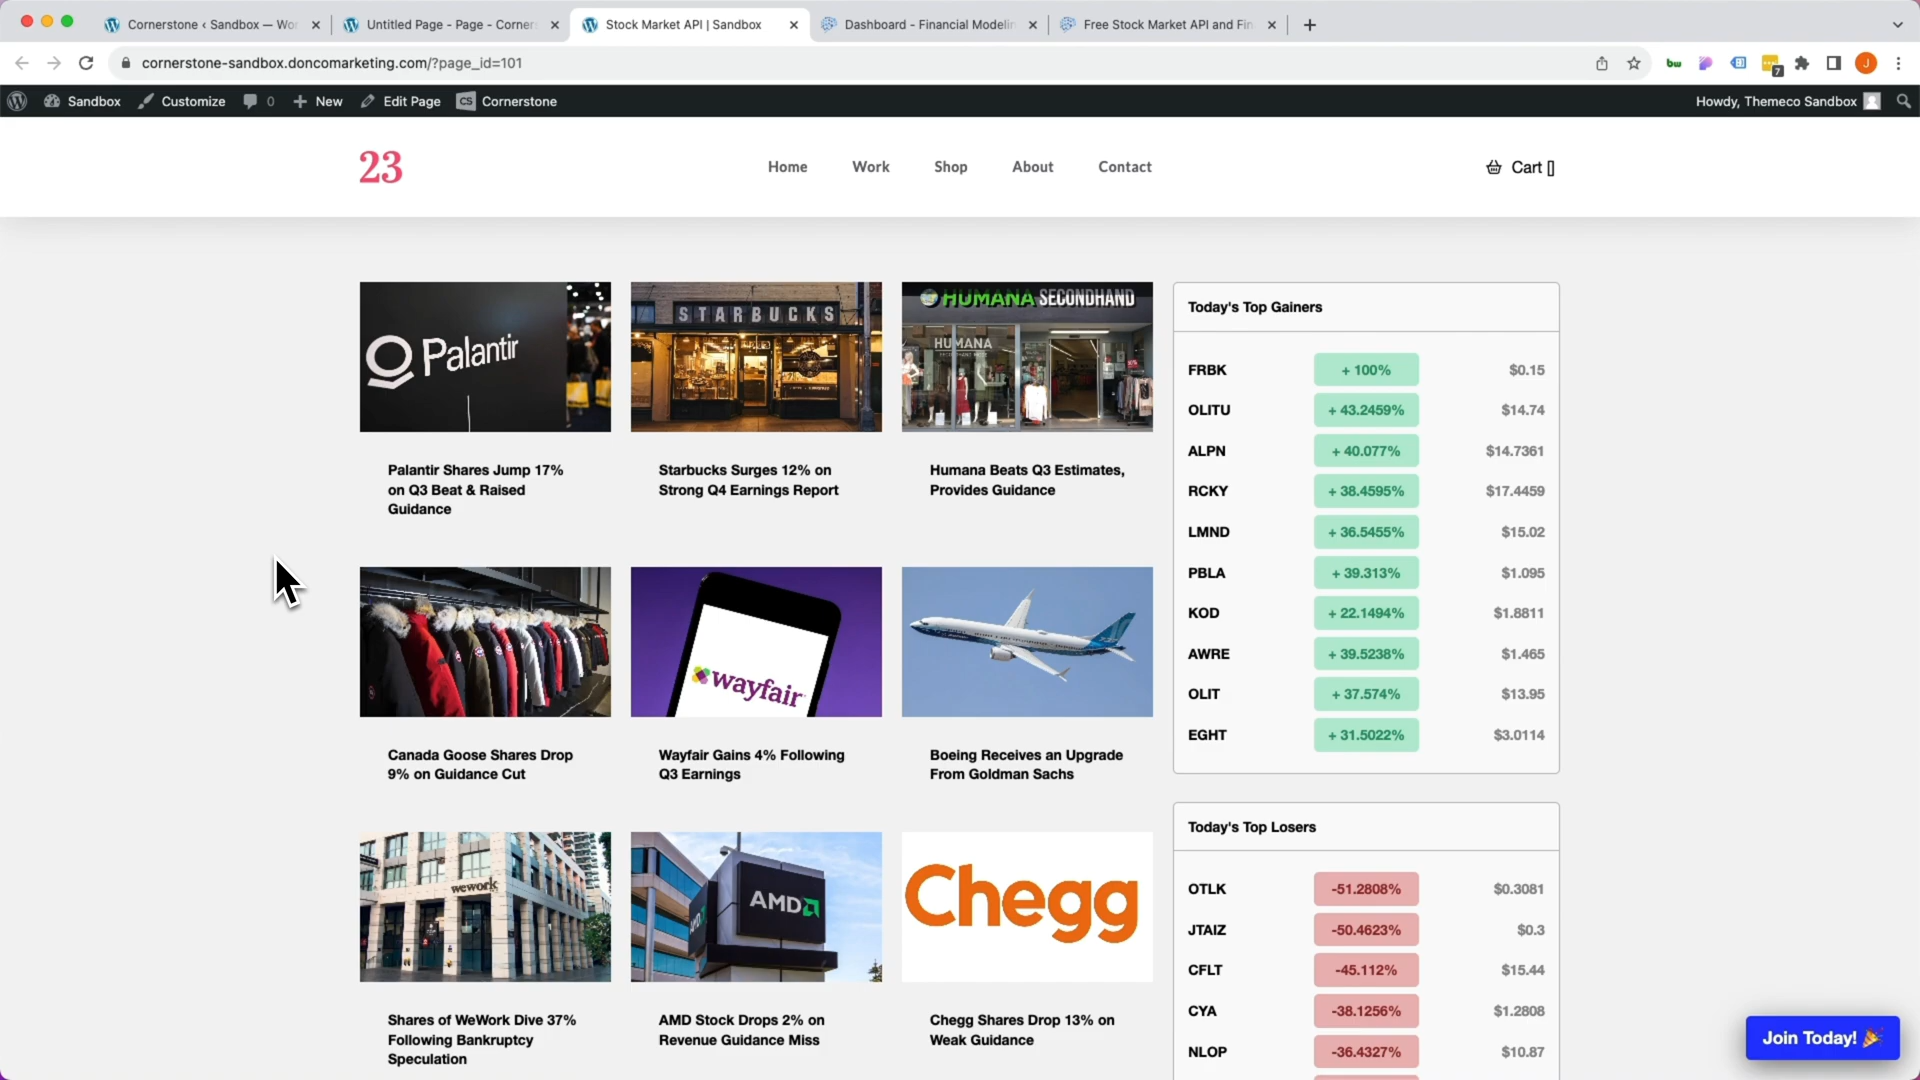 Cornerstone ‹ Sandbox — Wo
Untitled Page - Page - Corner
Stock Market API | Sandbox
Dashboard - Financial Modelin
Free Stock Market API and Fin
cornerstone-sandbox.doncomarketing.com/?page_id=101
bw
7
J
Sandbox
Customize
0
New
Edit Page
CS Cornerstone
Howdy, Themeco Sandbox
23
Home
Work
Shop
About
Contact
Cart []
Palantir
STARBUCKS
HUMANA SECONDHAND
HUMANA
Palantir Shares Jump 17%
on Q3 Beat & Raised
Guidance
Starbucks Surges 12% on
Strong Q4 Earnings Report
Humana Beats Q3 Estimates,
Provides Guidance
wayfair
Canada Goose Shares Drop
9% on Guidance Cut
Wayfair Gains 4% Following
Q3 Earnings
Boeing Receives an Upgrade
From Goldman Sachs
wework
AMD
Chegg
Shares of WeWork Dive 37%
Following Bankruptcy
Speculation
AMD Stock Drops 2% on
Revenue Guidance Miss
Chegg Shares Drop 13% on
Weak Guidance
Today's Top Gainers
FRBK + 100% $0.15
OLITU + 43.2459% $14.74
ALPN + 40.077% $14.7361
RCKY + 38.4595% $17.4459
LMND + 36.5455% $15.02
PBLA + 39.313% $1.095
KOD + 22.1494% $1.8811
AWRE + 39.5238% $1.465
OLIT + 37.574% $13.95
EGHT + 31.5022% $3.0114
Today's Top Losers
OTLK -51.2808% $0.3081
JTAIZ -50.4623% $0.3
CFLT -45.112% $15.44
CYA -38.1256% $1.2808
NLOP -36.4327% $10.87
Join Today!